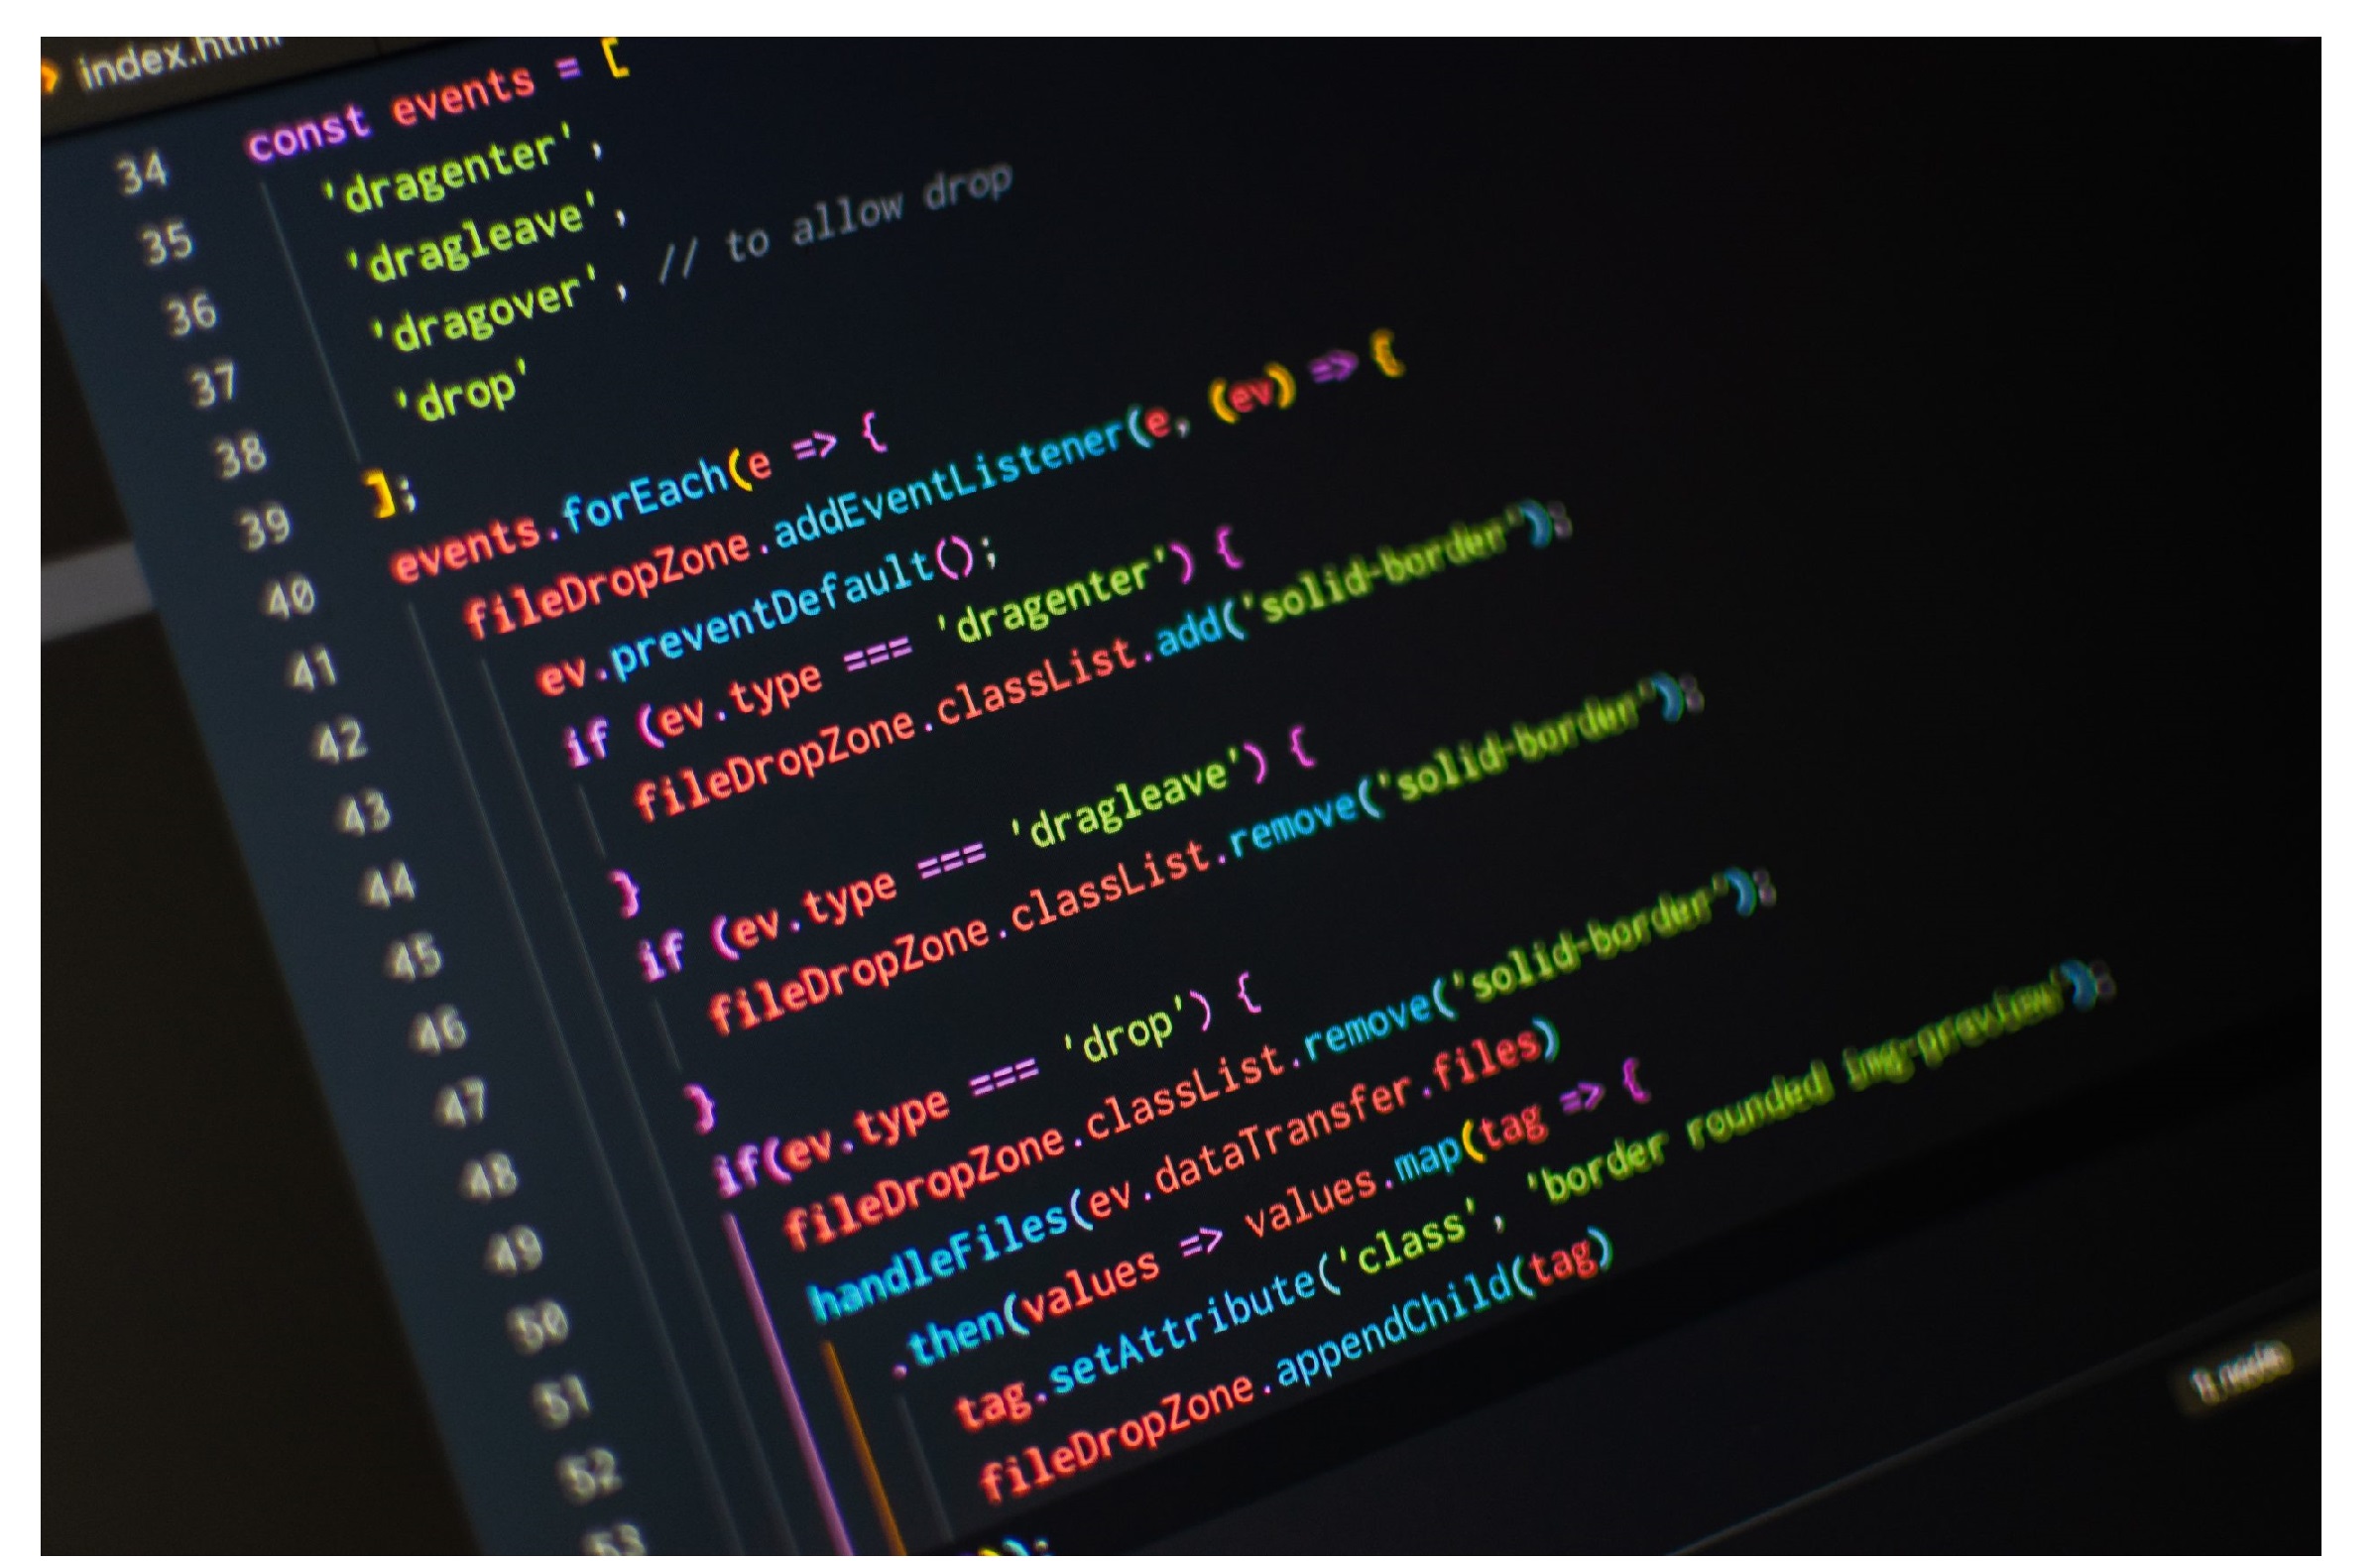 index.html
34 const events = [
35 'dragenter',
36 'dragleave',
37 'dragover', // to allow drop
38 'drop'
39 ];
40 events.forEach(e => {
41 fileDropZone.addEventListener(e, (ev) => {
42 ev.preventDefault();
43 if (ev.type === 'dragenter') {
44 fileDropZone.classList.add('solid-border');
45 }
46 if (ev.type === 'dragleave') {
47 fileDropZone.classList.remove('solid-border');
48 }
49 if(ev.type === 'drop') {
50 fileDropZone.classList.remove('solid-border');
51 handleFiles(ev.dataTransfer.files)
52 .then(values => values.map(tag => {
53 tag.setAttribute('class', 'border rounded img-preview');
fileDropZone.appendChild(tag)